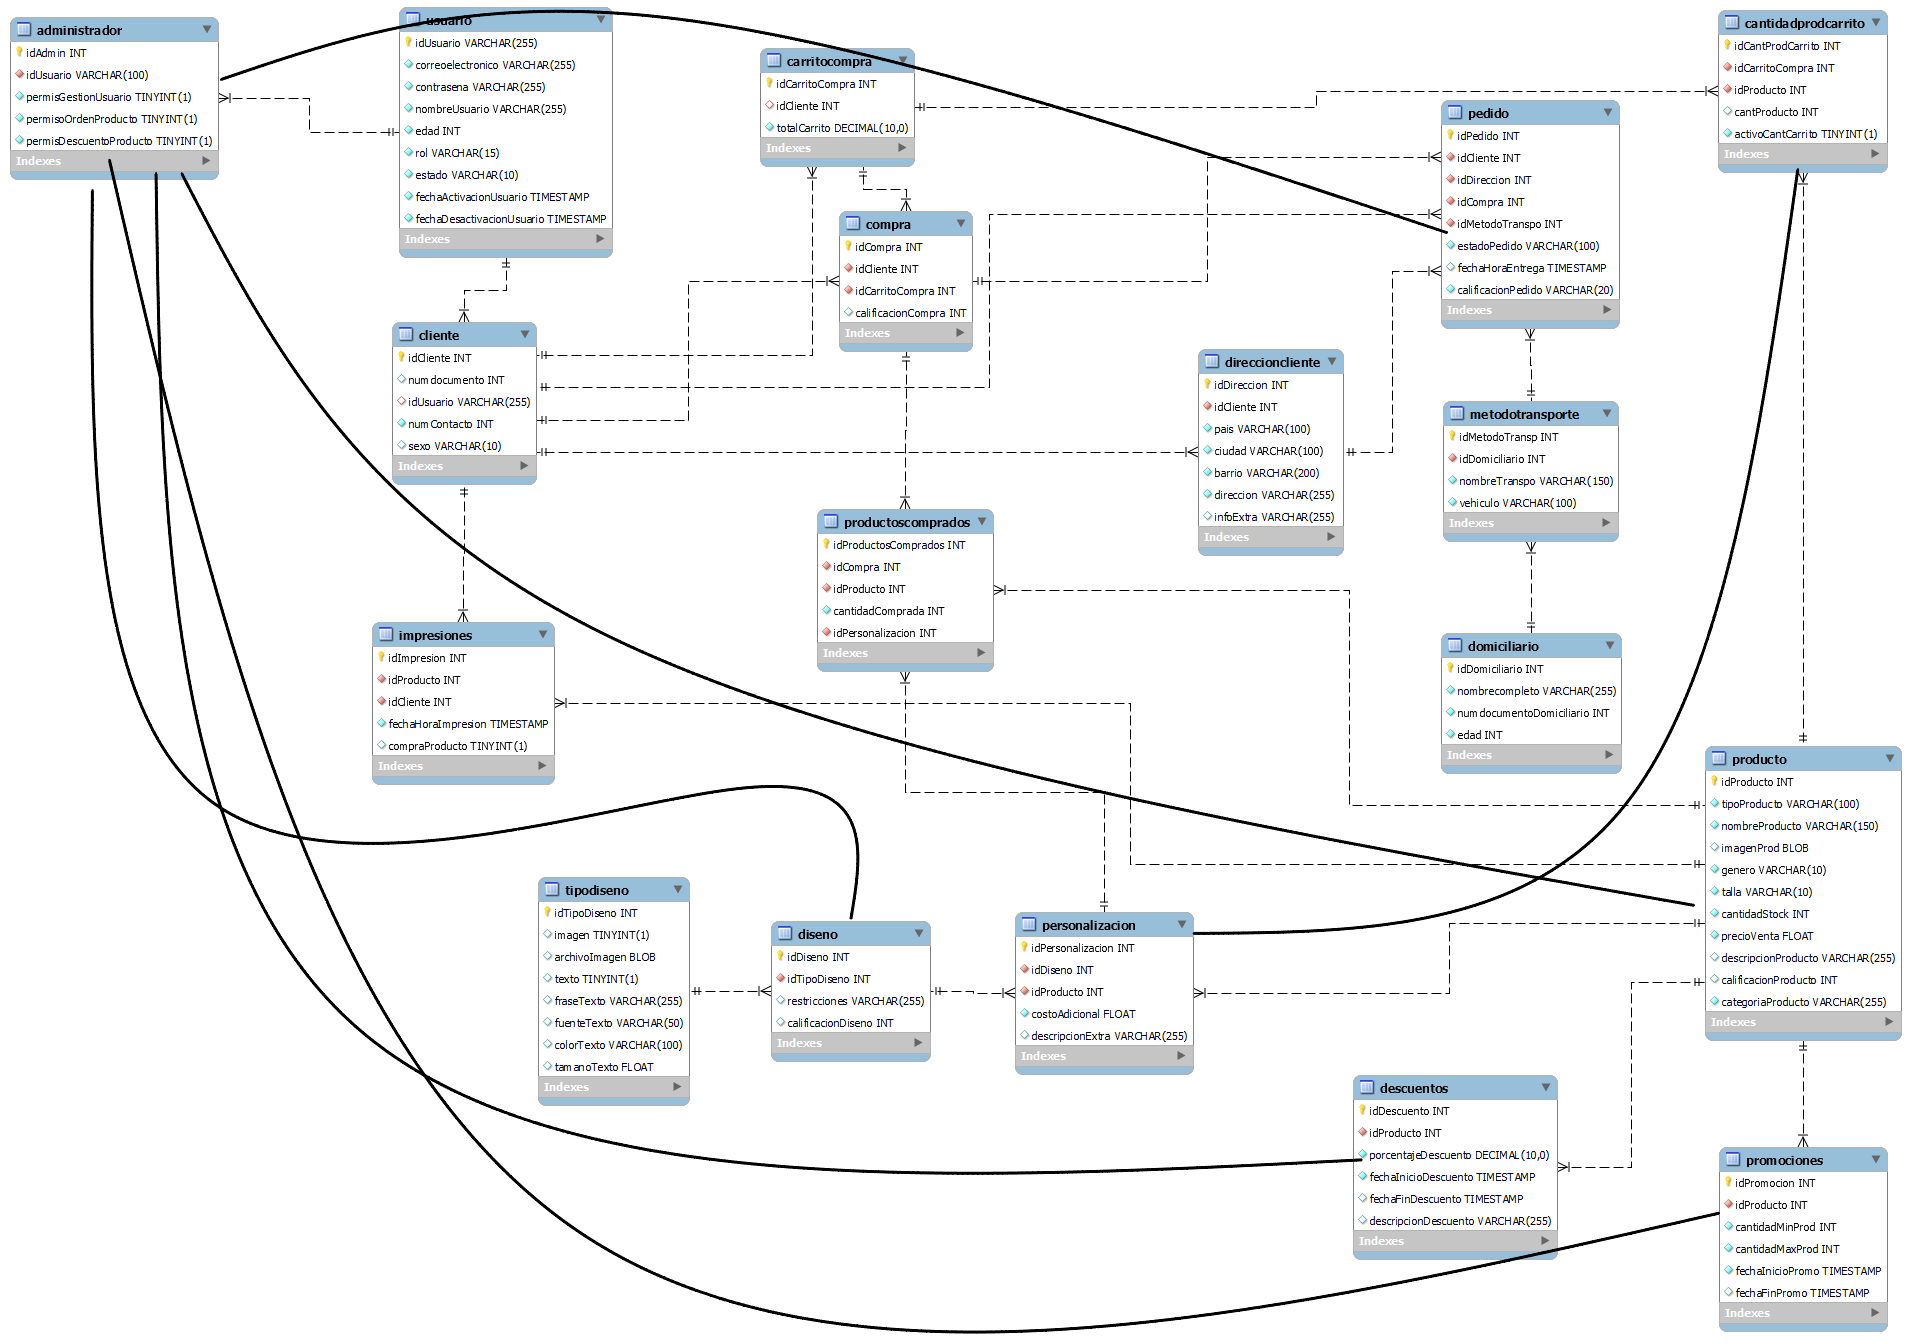 administrador
idAdmin INT
idUsuario VARCHAR(100)
permisGestionUsuario TINYINT(1)
permisoOrdenProducto TINYINT(1)
permisDescuentoProducto TINYINT(1)
Indexes
usuario
idUsuario VARCHAR(255)
correoelectronico VARCHAR(255)
contrasena VARCHAR(255)
nombreUsuario VARCHAR(255)
edad INT
rol VARCHAR(15)
estado VARCHAR(10)
fechaActivacionUsuario TIMESTAMP
fechaDesactivacionUsuario TIMESTAMP
Indexes
carritocompra
idCarritoCompra INT
idCliente INT
totalCarrito DECIMAL(10,0)
Indexes
cantidadprodcarrito
idCantProdCarrito INT
idCarritoCompra INT
idProducto INT
cantProducto INT
activoCantCarrito TINYINT(1)
Indexes
pedido
idPedido INT
idCliente INT
idDireccion INT
idCompra INT
idMetodoTranspo INT
estadoPedido VARCHAR(100)
fechaHoraEntrega TIMESTAMP
calificacionPedido VARCHAR(20)
Indexes
compra
idCompra INT
idCliente INT
idCarritoCompra INT
calificacionCompra INT
Indexes
cliente
idCliente INT
numdocumento INT
idUsuario VARCHAR(255)
numContacto INT
sexo VARCHAR(10)
Indexes
direccioncliente
idDireccion INT
idCliente INT
pais VARCHAR(100)
ciudad VARCHAR(100)
barrio VARCHAR(200)
direccion VARCHAR(255)
infoExtra VARCHAR(255)
Indexes
metodotransporte
idMetodoTransp INT
idDomiciliario INT
nombreTranspo VARCHAR(150)
vehiculo VARCHAR(100)
Indexes
productoscomprados
idProductosComprados INT
idCompra INT
idProducto INT
cantidadComprada INT
idPersonalizacion INT
Indexes
impresiones
idImpresion INT
idProducto INT
idCliente INT
fechaHoraImpresion TIMESTAMP
compraProducto TINYINT(1)
Indexes
domiciliario
idDomiciliario INT
nombrecompleto VARCHAR(255)
numdocumentoDomiciliario INT
edad INT
Indexes
producto
idProducto INT
tipoProducto VARCHAR(100)
nombreProducto VARCHAR(150)
imagenProd BLOB
genero VARCHAR(10)
talla VARCHAR(10)
cantidadStock INT
precioVenta FLOAT
descripcionProducto VARCHAR(255)
calificacionProducto INT
categoriaProducto VARCHAR(255)
Indexes
tipodiseno
idTipoDiseno INT
imagen TINYINT(1)
archivoImagen BLOB
texto TINYINT(1)
fraseTexto VARCHAR(255)
fuenteTexto VARCHAR(50)
colorTexto VARCHAR(100)
tamanoTexto FLOAT
Indexes
diseno
idDiseno INT
idTipoDiseno INT
restricciones VARCHAR(255)
calificacionDiseno INT
Indexes
personalizacion
idPersonalizacion INT
idDiseno INT
idProducto INT
costoAdicional FLOAT
descripcionExtra VARCHAR(255)
Indexes
descuentos
idDescuento INT
idProducto INT
porcentajeDescuento DECIMAL(10,0)
fechaInicioDescuento TIMESTAMP
fechaFinDescuento TIMESTAMP
descripcionDescuento VARCHAR(255)
Indexes
promociones
idPromocion INT
idProducto INT
cantidadMinProd INT
cantidadMaxProd INT
fechaInicioPromo TIMESTAMP
fechaFinPromo TIMESTAMP
Indexes